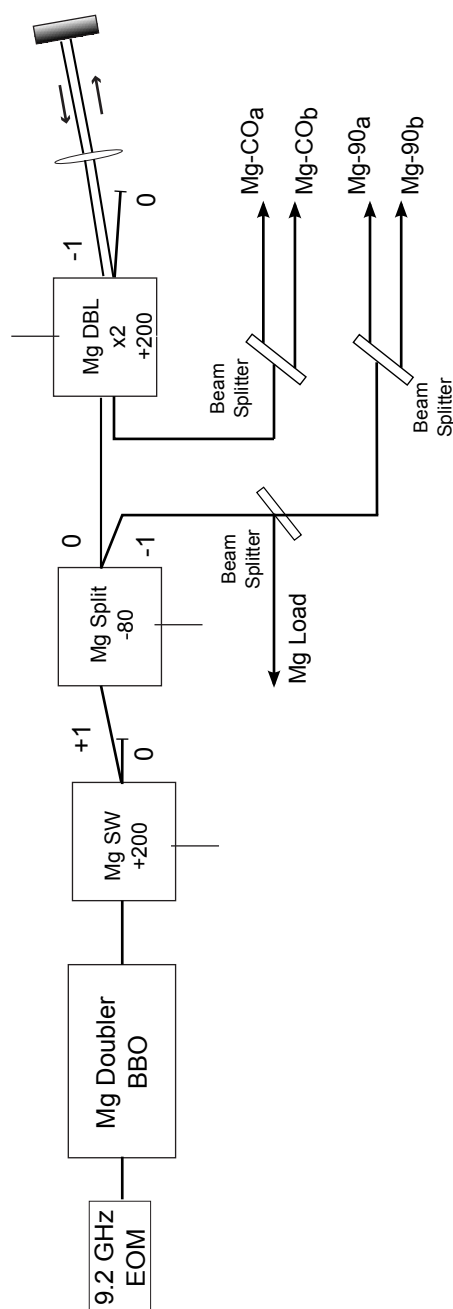 9.2 GHz
EOM
Mg Doubler
BBO
Mg SW
+200
+1
0
Mg Split
-80
0
-1
Mg DBL
x2
+200
-1
0
Beam
Splitter
Mg Load
Beam
Splitter
Mg-COa
Mg-COb
Beam
Splitter
Mg-90a
Mg-90b